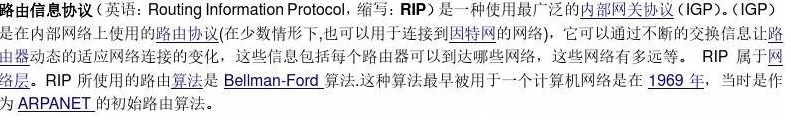 路由信息协议（英语：Routing Information Protocol，缩写：RIP）是一种使用最广泛的内部网关协议（IGP）。（IGP）
是在内部网络上使用的路由协议(在少数情形下,也可以用于连接到因特网的网络)，它可以通过不断的交换信息让路
由器动态的适应网络连接的变化，这些信息包括每个路由器可以到达哪些网络，这些网络有多远等。 RIP 属于网
络层。RIP 所使用的路由算法是 Bellman-Ford 算法.这种算法最早被用于一个计算机网络是在 1969 年，当时是作
为 ARPANET 的初始路由算法。